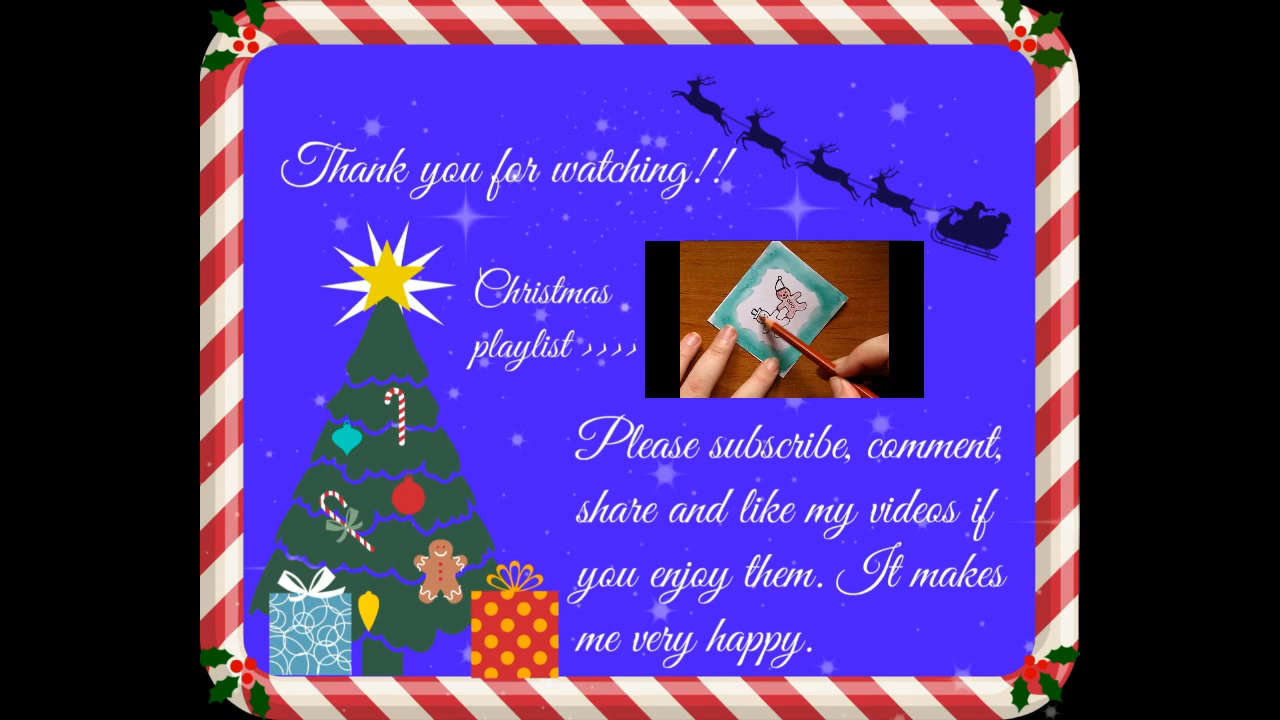 Thank you for watching!!
Christmas
playlist >>>>
Please subscribe, comment,
share and like my videos if
you enjoy them. It makes
me very happy.